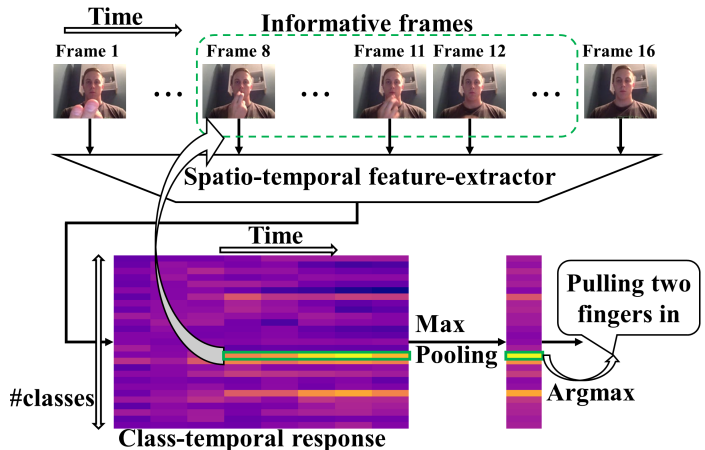 Time
Informative frames
Frame 1
Frame 8
Frame 11
Frame 12
Frame 16
...
...
...
Spatio-temporal feature-extractor
Time
#classes
Class-temporal response
Max
Pooling
Argmax
Pulling two
fingers in